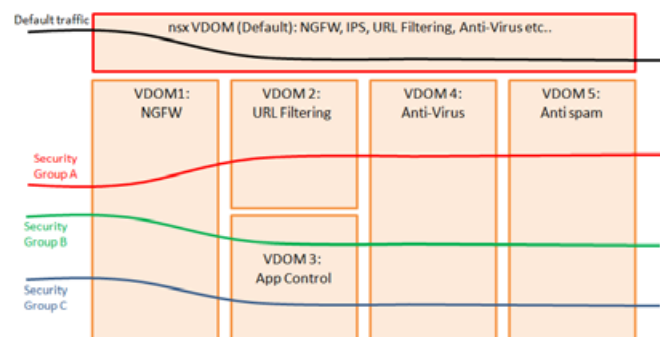 Default traffic
nsx VDOM (Default): NGFW, IPS, URL Filtering, Anti-Virus etc..
VDOM1:
NGFW
VDOM 2:
URL Filtering
VDOM 4:
Anti-Virus
VDOM 5:
Anti spam
Security
Group A
Security
Group B
VDOM 3:
App Control
Security
Group C